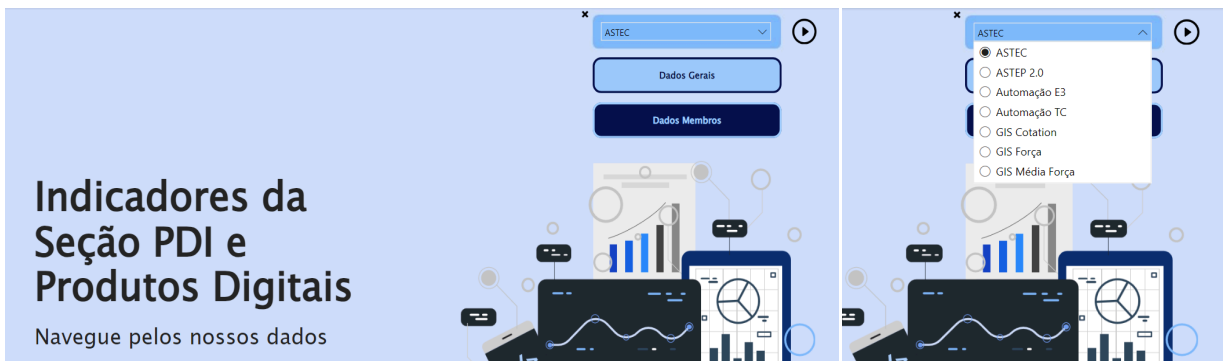 ASTEC
Dados Gerais
Dados Membros
Indicadores da
Seção PDI e
Produtos Digitais
Navegue pelos nossos dados
ASTEC
ASTEC
ASTEP 2.0
Automação E3
Automação TC
GIS Cotation
GIS Força
GIS Média Força